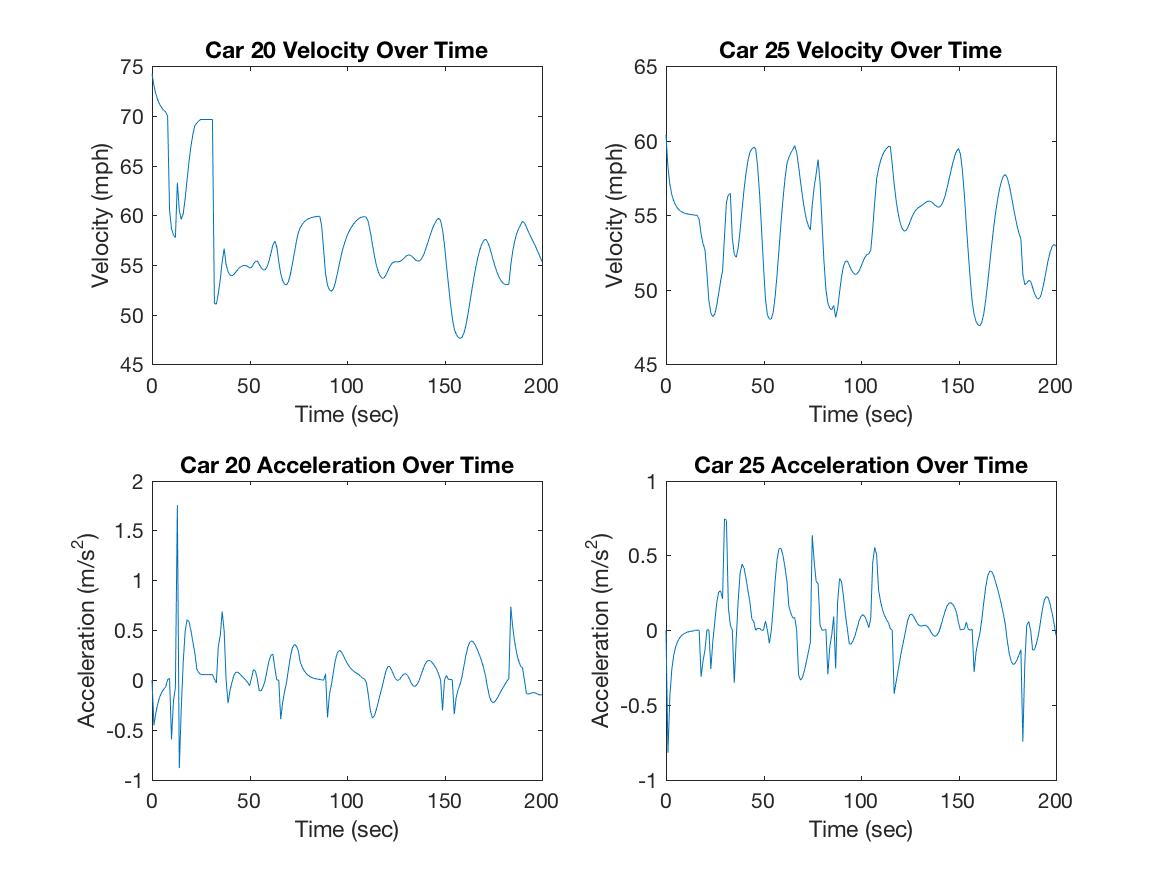 Car 20 Velocity Over Time
75
70
65
60
55
50
45
Velocity (mph)
0 50 100 150 200
Time (sec)
Car 25 Velocity Over Time
65
60
55
50
45
Velocity (mph)
0 50 100 150 200
Time (sec)
Car 20 Acceleration Over Time
2
1.5
1
0.5
0
-0.5
-1
Acceleration (m/s²)
0 50 100 150 200
Time (sec)
Car 25 Acceleration Over Time
1
0.5
0
-0.5
-1
Acceleration (m/s²)
0 50 100 150 200
Time (sec)